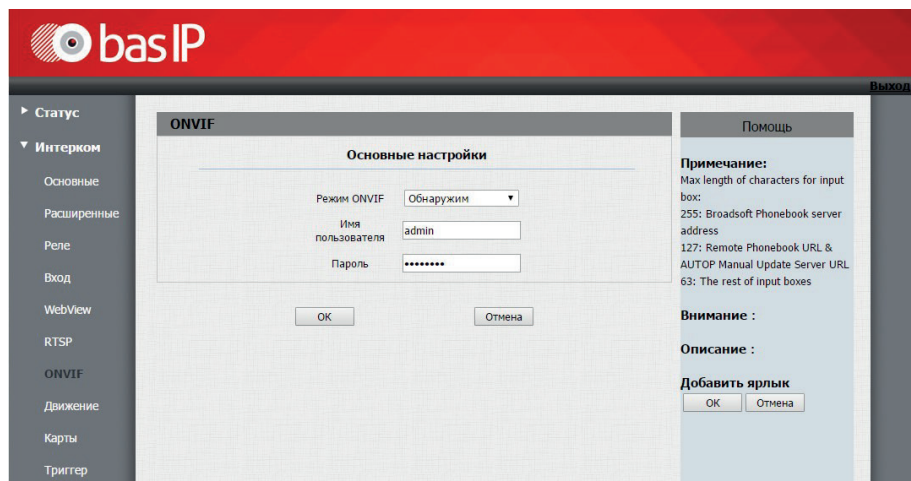 bas IP
Выход
Статус
Интерком
Основные
Расширенные
Реле
Вход
WebView
RTSP
ONVIF
Движение
Карты
Триггер
ONVIF
Основные настройки
Режим ONVIF
Обнаружим
Имя
пользователя
admin
Пароль
••••••••
OK
Отмена
Помощь
Примечание:
Max length of characters for input
box:
255: Broadsoft Phonebook server
address
127: Remote Phonebook URL &
AUTOP Manual Update Server URL
63: The rest of input boxes
Внимание :
Описание :
Добавить ярлык
OK
Отмена